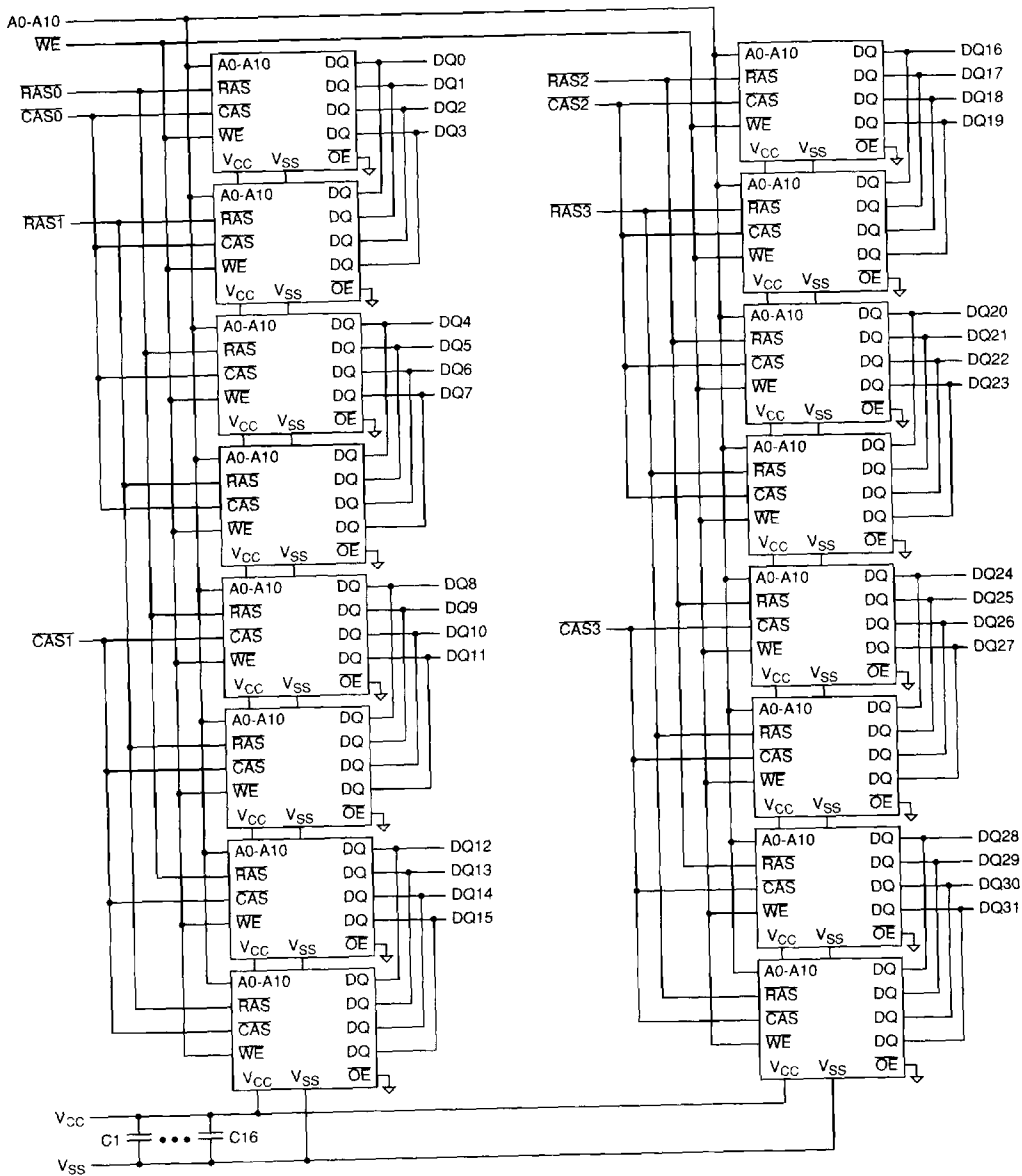 A0-A10
WE
RAS0
CAS0
A0-A10 DQ DQ0
RAS DQ DQ1
CAS DQ DQ2
WE DQ DQ3
VCC VSS OE
RAS1
A0-A10 DQ
RAS DQ
CAS DQ
WE DQ
VCC VSS OE
A0-A10 DQ DQ4
RAS DQ DQ5
CAS DQ DQ6
WE DQ DQ7
VCC VSS OE
A0-A10 DQ
RAS DQ
CAS DQ
WE DQ
VCC VSS OE
CAS1
A0-A10 DQ DQ8
RAS DQ DQ9
CAS DQ DQ10
WE DQ DQ11
VCC VSS OE
A0-A10 DQ
RAS DQ
CAS DQ
WE DQ
VCC VSS OE
A0-A10 DQ DQ12
RAS DQ DQ13
CAS DQ DQ14
WE DQ DQ15
VCC VSS OE
A0-A10 DQ
RAS DQ
CAS DQ
WE DQ
VCC VSS OE
RAS2
CAS2
A0-A10 DQ DQ16
RAS DQ DQ17
CAS DQ DQ18
WE DQ DQ19
VCC VSS OE
RAS3
A0-A10 DQ
RAS DQ
CAS DQ
WE DQ
VCC VSS OE
A0-A10 DQ DQ20
RAS DQ DQ21
CAS DQ DQ22
WE DQ DQ23
VCC VSS OE
A0-A10 DQ
RAS DQ
CAS DQ
WE DQ
VCC VSS OE
CAS3
A0-A10 DQ DQ24
RAS DQ DQ25
CAS DQ DQ26
WE DQ DQ27
VCC VSS OE
A0-A10 DQ
RAS DQ
CAS DQ
WE DQ
VCC VSS OE
A0-A10 DQ DQ28
RAS DQ DQ29
CAS DQ DQ30
WE DQ DQ31
VCC VSS OE
A0-A10 DQ
RAS DQ
CAS DQ
WE DQ
VCC VSS OE
VCC
C1 ••• C16
VSS